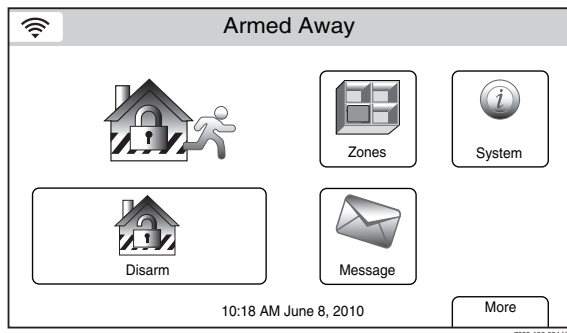 Armed Away
Zones
System
Disarm
Message
10:18 AM June 8, 2010
More